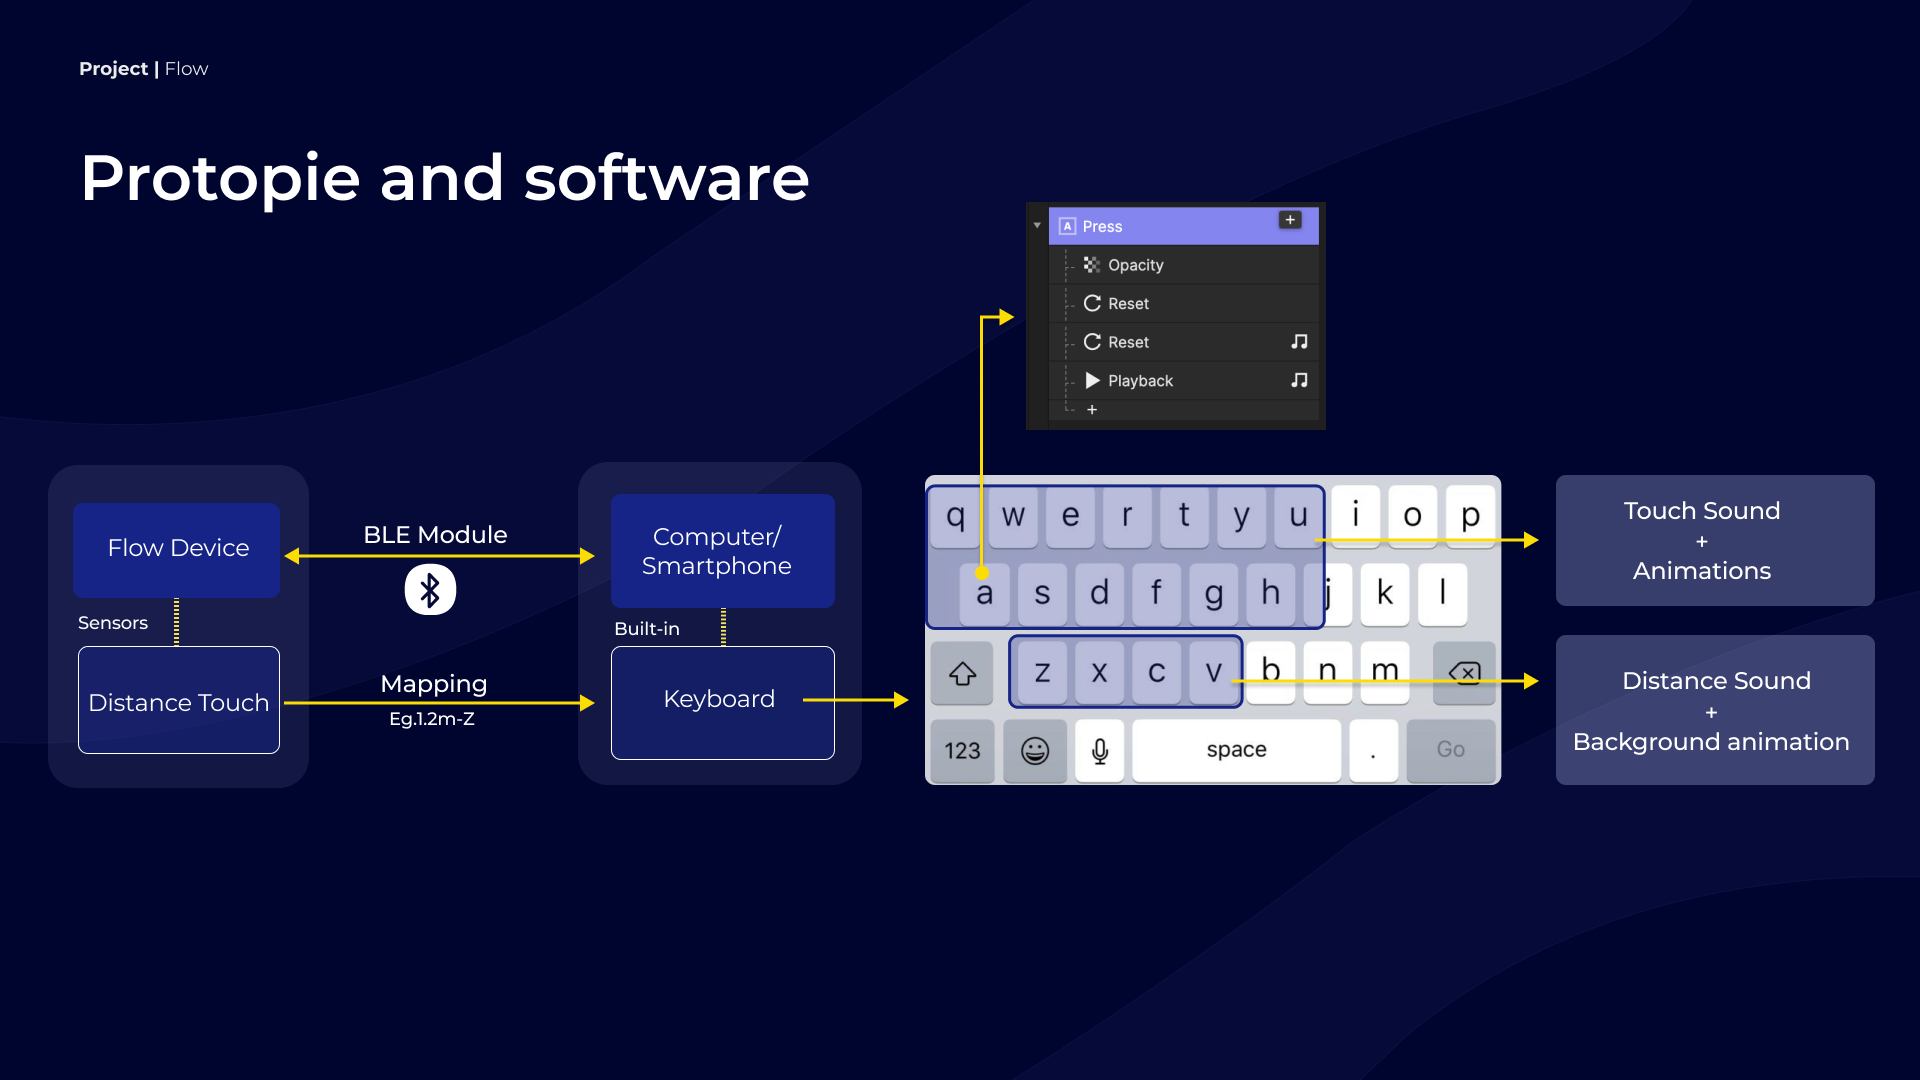 Project | Flow
Protopie and software
A Press +
Opacity
Reset
Reset
Playback
+
Flow Device
Sensors
Distance Touch
BLE Module
Mapping
Eg.1.2m-Z
Computer/
Smartphone
Built-in
Keyboard
q w e r t y u i o p
a s d f g h j k l
z x c v b n m
123 space . Go
Touch Sound
+
Animations
Distance Sound
+
Background animation